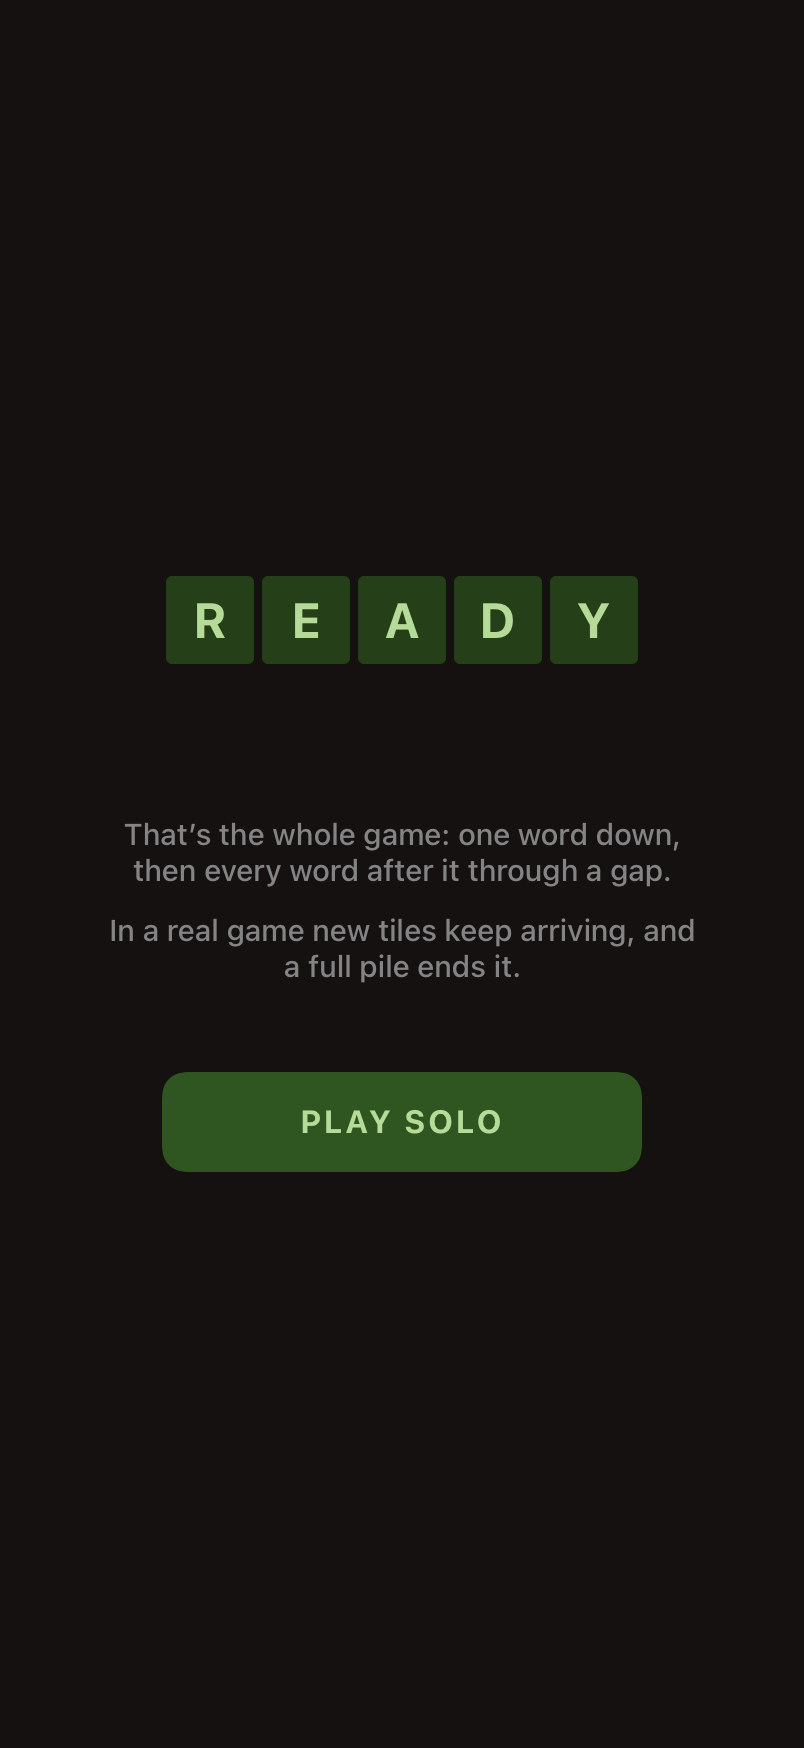 READY
That’s the whole game: one word down,
then every word after it through a gap.
In a real game new tiles keep arriving, and
a full pile ends it.
PLAY SOLO